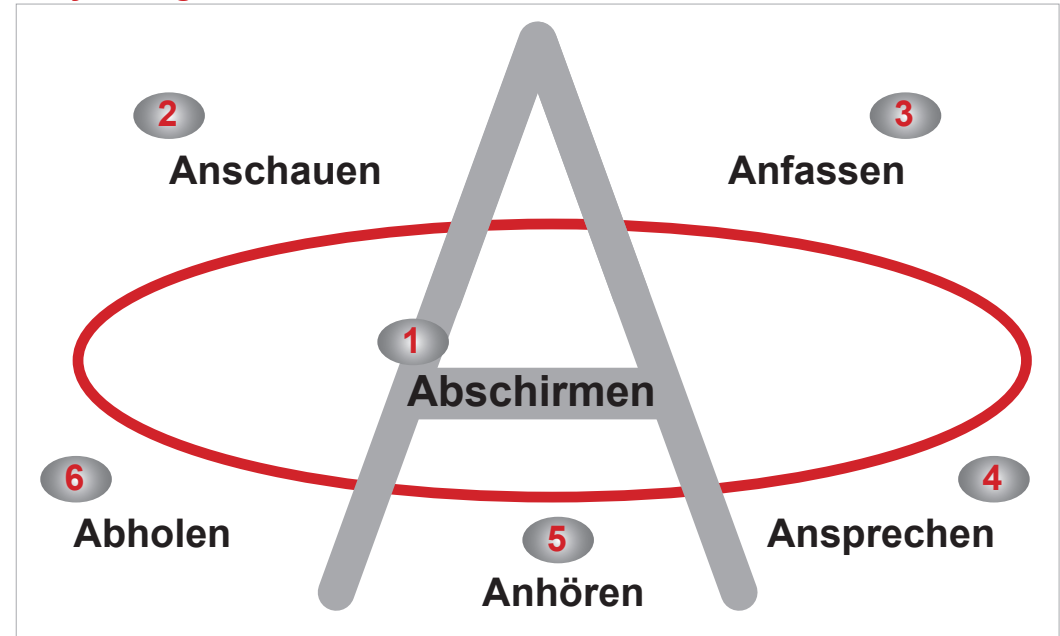 2
Anschauen
3
Anfassen
1
Abschirmen
6
Abholen
5
Anhören
4
Ansprechen